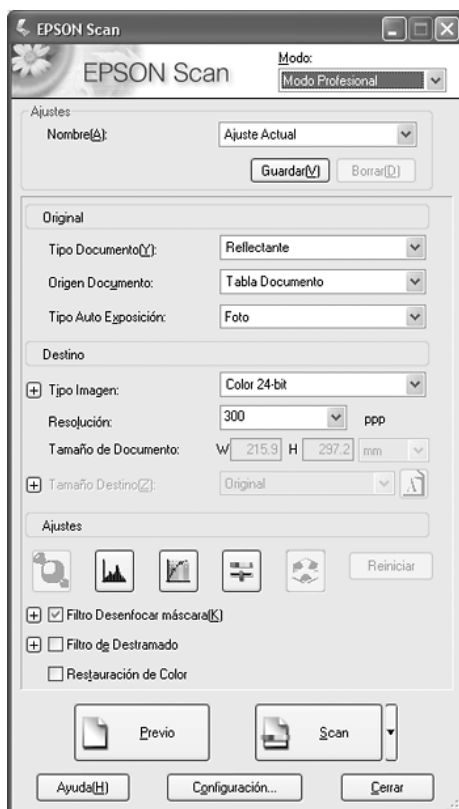 EPSON Scan
EPSON Scan
Modo:
Modo Profesional
Ajustes
Nombre(A): Ajuste Actual
Guardar(V) Borrar(D)
Original
Tipo Documento(Y): Reflectante
Origen Documento: Tabla Documento
Tipo Auto Exposición: Foto
Destino
Tipo Imagen: Color 24-bit
Resolución: 300 ppp
Tamaño de Documento: W 215.9 H 297.2 mm
Tamaño Destino(Z): Original A
Ajustes
Reiniciar
Filtro Desenfocar máscara(K)
Filtro de Destramado
Restauración de Color
Previo Scan
Ayuda(H) Configuración... Cerrar